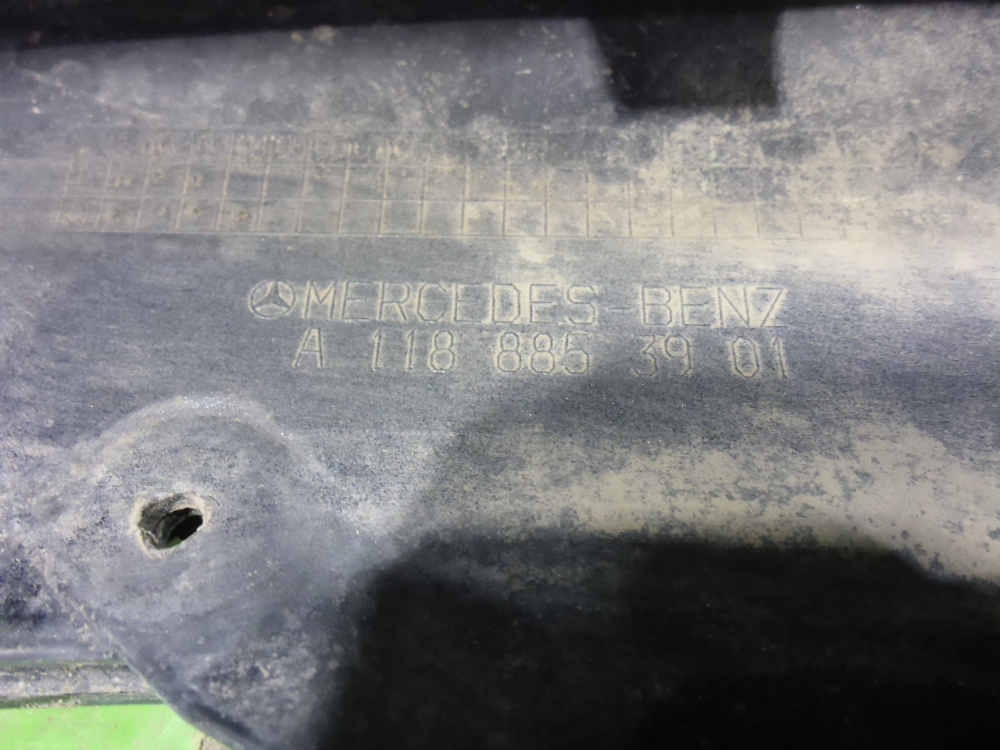 MERCEDES-BENZ
A 118 885 39 01